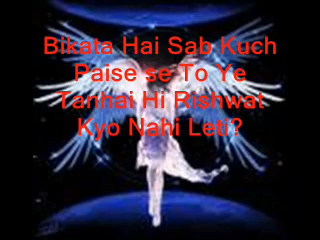 Bikata Hai Sab Kuch
Paise se To Ye
Tanhai Hi Rishwat
Kyo Nahi Leti?